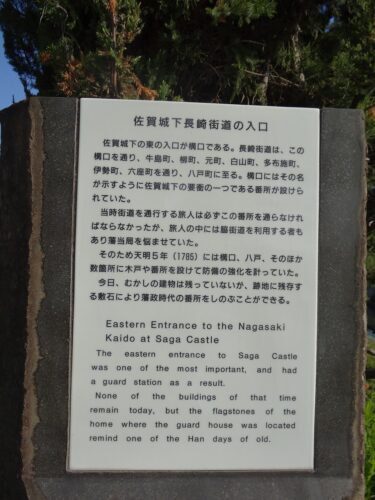 佐賀城下長崎街道の入口
佐賀城下の東の入口が構口である。長崎街道は、この
構口を通り、牛島町、柳町、元町、白山町、多布施町、
伊勢町、六座町を通り、八戸町に至る。構口にはその名
が示すように佐賀城下の要衝の一つである番所が設けら
れていた。
当時街道を通行する旅人は必ずこの番所を通らなけれ
ばならなかったが、旅人の中には脇街道を利用する者も
あり藩当局を悩ませていた。
そのため天明5年(1785)には構口、八戸、そのほか
数箇所に木戸や番所を設けて防備の強化を計っていた。
今日、むかしの建物は残っていないが、跡地に残存す
る敷石により藩政時代の番所をしのぶことができる。
Eastern Entrance to the Nagasaki
Kaido at Saga Castle
The eastern entrance to Saga Castle
was one of the most important, and had
a guard station as a result.
None of the buildings of that time
remain today, but the flagstones of the
home where the guard house was located
remind one of the Han days of old.